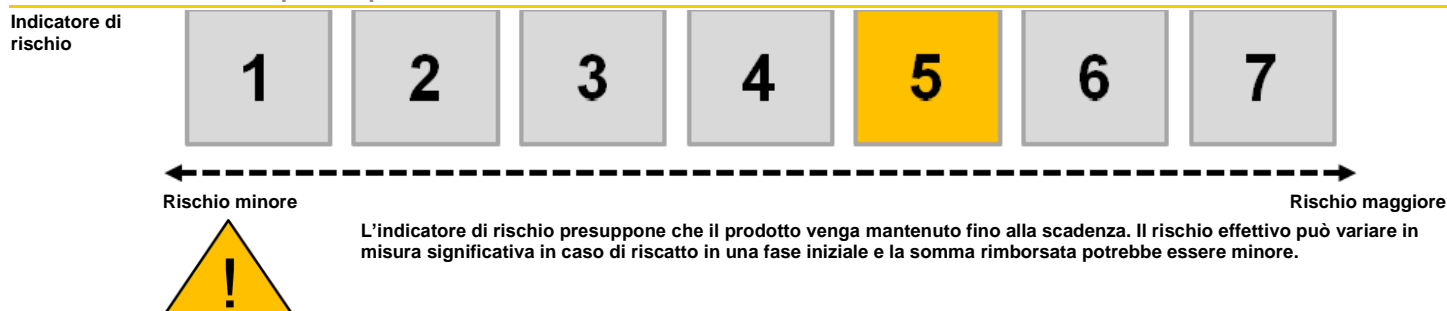 Indicatore di
rischio
1 2 3 4 5 6 7
Rischio minore Rischio maggiore
L'indicatore di rischio presuppone che il prodotto venga mantenuto fino alla scadenza. Il rischio effettivo può variare in
misura significativa in caso di riscatto in una fase iniziale e la somma rimborsata potrebbe essere minore.
!